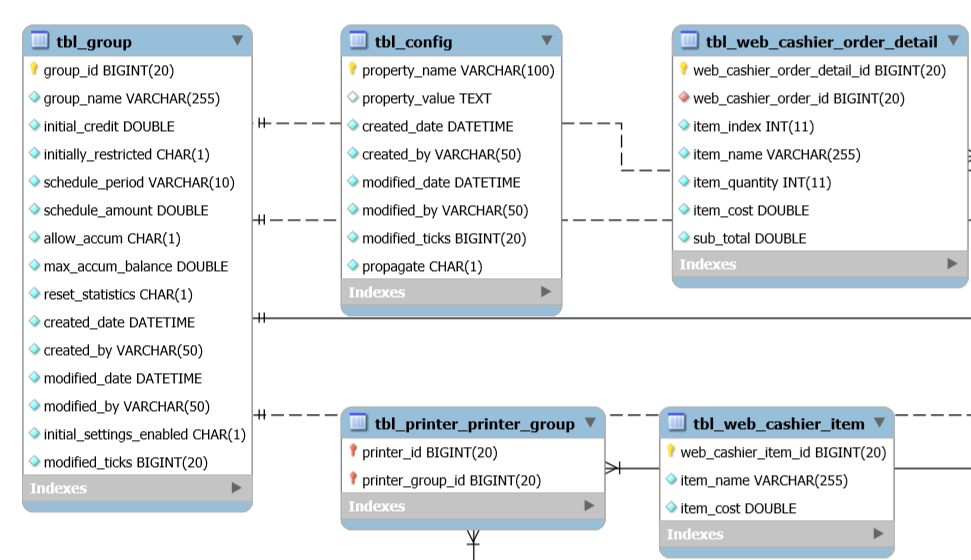 tbl_group
group_id BIGINT(20)
group_name VARCHAR(255)
initial_credit DOUBLE
initially_restricted CHAR(1)
schedule_period VARCHAR(10)
schedule_amount DOUBLE
allow_accum CHAR(1)
max_accum_balance DOUBLE
reset_statistics CHAR(1)
created_date DATETIME
created_by VARCHAR(50)
modified_date DATETIME
modified_by VARCHAR(50)
initial_settings_enabled CHAR(1)
modified_ticks BIGINT(20)
Indexes
tbl_config
property_name VARCHAR(100)
property_value TEXT
created_date DATETIME
created_by VARCHAR(50)
modified_date DATETIME
modified_by VARCHAR(50)
modified_ticks BIGINT(20)
propagate CHAR(1)
Indexes
tbl_web_cashier_order_detail
web_cashier_order_detail_id BIGINT(20)
web_cashier_order_id BIGINT(20)
item_index INT(11)
item_name VARCHAR(255)
item_quantity INT(11)
item_cost DOUBLE
sub_total DOUBLE
Indexes
tbl_printer_printer_group
printer_id BIGINT(20)
printer_group_id BIGINT(20)
Indexes
tbl_web_cashier_item
web_cashier_item_id BIGINT(20)
item_name VARCHAR(255)
item_cost DOUBLE
Indexes